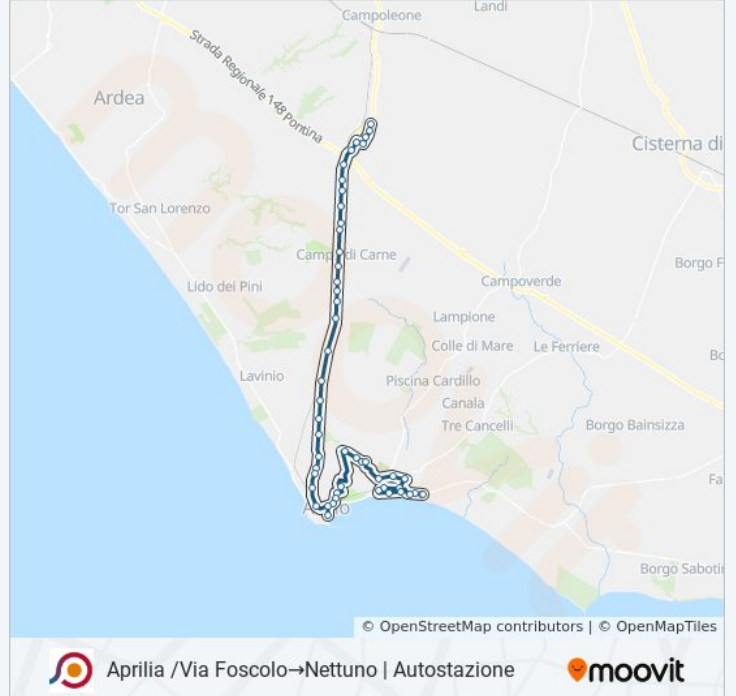 Campoleone
Landi
Strada Regionale 148 Pontina
Ardea
Cisterna di
Tor San Lorenzo
Campo di Carne
Borgo F
Lido dei Pini
Campoverde
Lampione
Colle di Mare
Le Ferriere
Bo
Lavinio
Piscina Cardillo
Canala
Tre Cancelli
Borgo Bainsizza
Fa
Borgo Saboti
© OpenStreetMap contributors | © OpenMapTiles
Aprilia /Via Foscolo→Nettuno | Autostazione
moovit